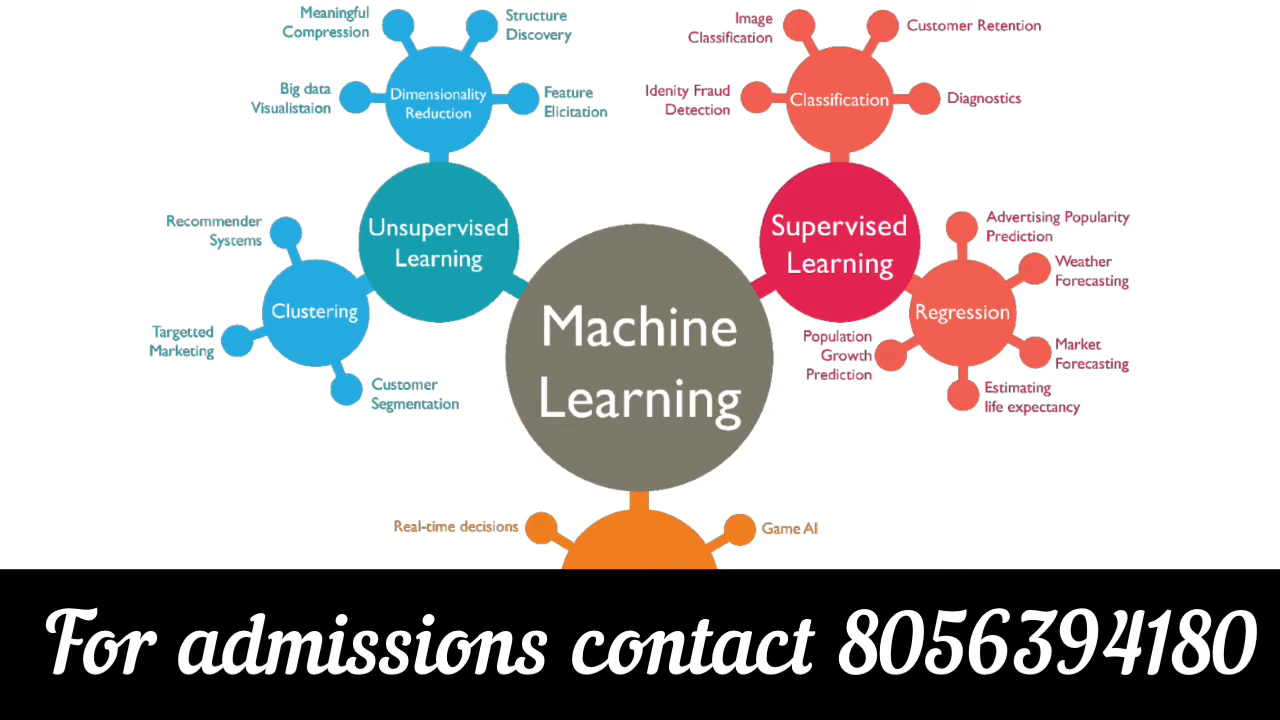 Meaningful
Compression
Structure
Discovery
Big data
Visualistaion
Dimensionality
Reduction
Feature
Elicitation
Image
Classification
Customer Retention
Idenity Fraud
Detection
Classification
Diagnostics
Unsupervised
Learning
Supervised
Learning
Recommender
Systems
Clustering
Targetted
Marketing
Customer
Segmentation
Machine
Learning
Advertising Popularity
Prediction
Weather
Forecasting
Regression
Population
Growth
Prediction
Market
Forecasting
Estimating
life expectancy
Real-time decisions
Game AI
For admissions contact 8056394180